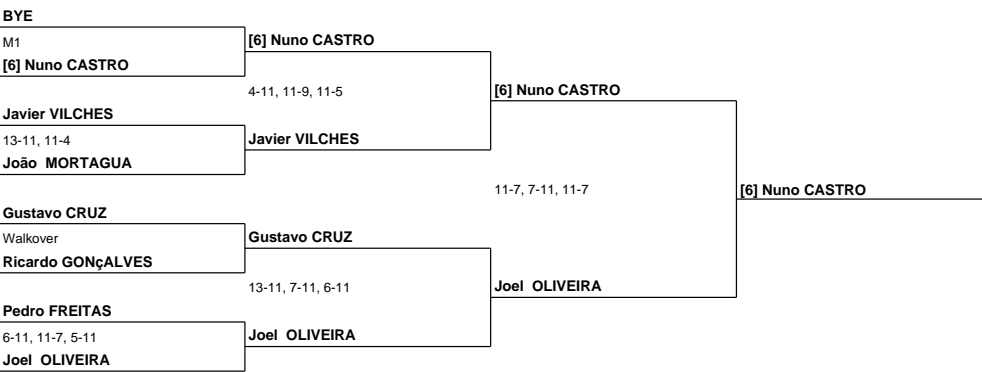 BYE
M1
[6] Nuno CASTRO
[6] Nuno CASTRO
4-11, 11-9, 11-5
[6] Nuno CASTRO
Javier VILCHES
13-11, 11-4
Javier VILCHES
João MORTAGUA
11-7, 7-11, 11-7
[6] Nuno CASTRO
Gustavo CRUZ
Walkover
Gustavo CRUZ
Ricardo GONçALVES
13-11, 7-11, 6-11
Joel OLIVEIRA
Pedro FREITAS
6-11, 11-7, 5-11
Joel OLIVEIRA
Joel OLIVEIRA